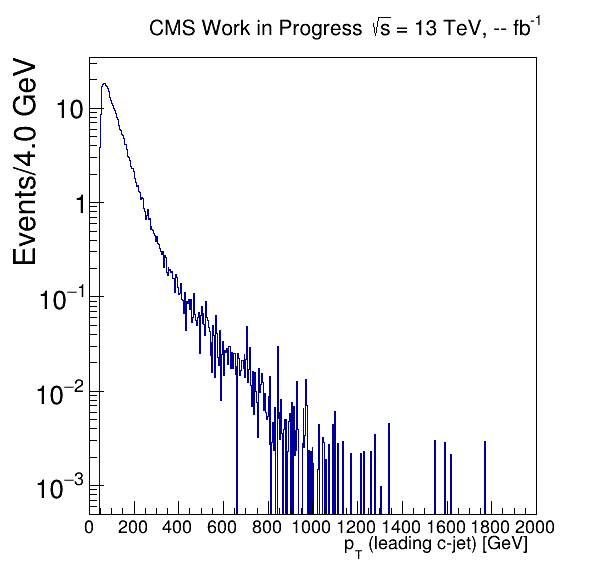 CMS Work in Progress √s = 13 TeV, -- fb⁻¹
Events/4.0 GeV
10
1
10⁻¹
10⁻²
10⁻³
0 200 400 600 800 1000 1200 1400 1600 1800 2000
p_T (leading c-jet) [GeV]